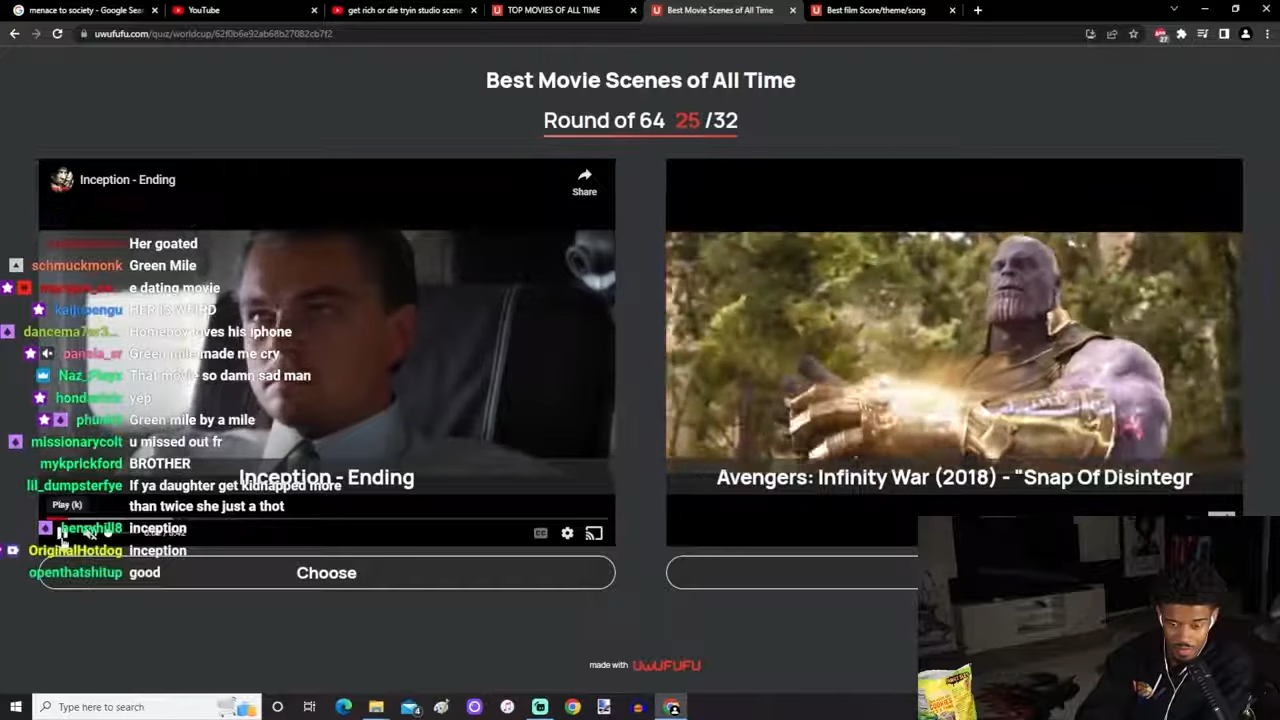 menace to society - Google Sea
YouTube
get rich or die tryin studio scene
TOP MOVIES OF ALL TIME
Best Movie Scenes of All Time
Best film Score/theme/song
uwufufu.com/quiz/worldcup/62f0b6e92ab68b27082cb7f2
27
Best Movie Scenes of All Time
Round of 64 25 /32
Inception - Ending
Share
Her goated
schmuckmonk Green Mile
e dating movie
kaijupengu HER IS WEIRD
Homeboy loves his iphone
Green mile made me cry
Naz_Playx That movie so damn sad man
yep
Green mile by a mile
missionarycolt u missed out fr
mykprickford BROTHER
lil_dumpsterfye If ya daughter get kidnapped more
than twice she just a thot
henryhill8 inception
OriginalHotdog Inception
openthatshitup good
Inception - Ending
Play (k)
CC
Avengers: Infinity War (2018) - "Snap Of Disintegr
Choose
made with UWUFUFU
Type here to search
4